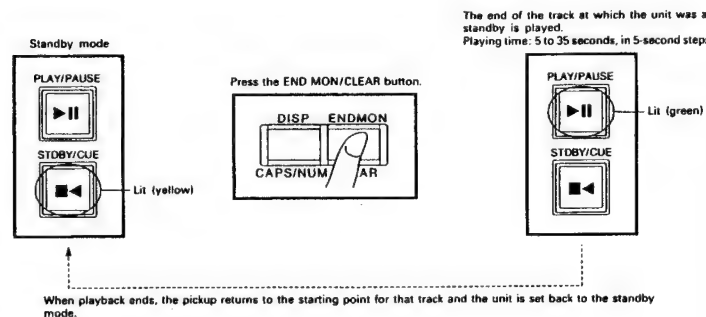 The end of the track at which the unit was a
standby is played.
Playing time: 5 to 35 seconds, in 5-second step
Standby mode
PLAY/PAUSE
STDBY/CUE
Lit (yellow)
Press the END MON/CLEAR button.
DISP ENDMON
CAPS/NUM AR
PLAY/PAUSE
Lit (green)
STDBY/CUE
When playback ends, the pickup returns to the starting point for that track and the unit is set back to the standby
mode.